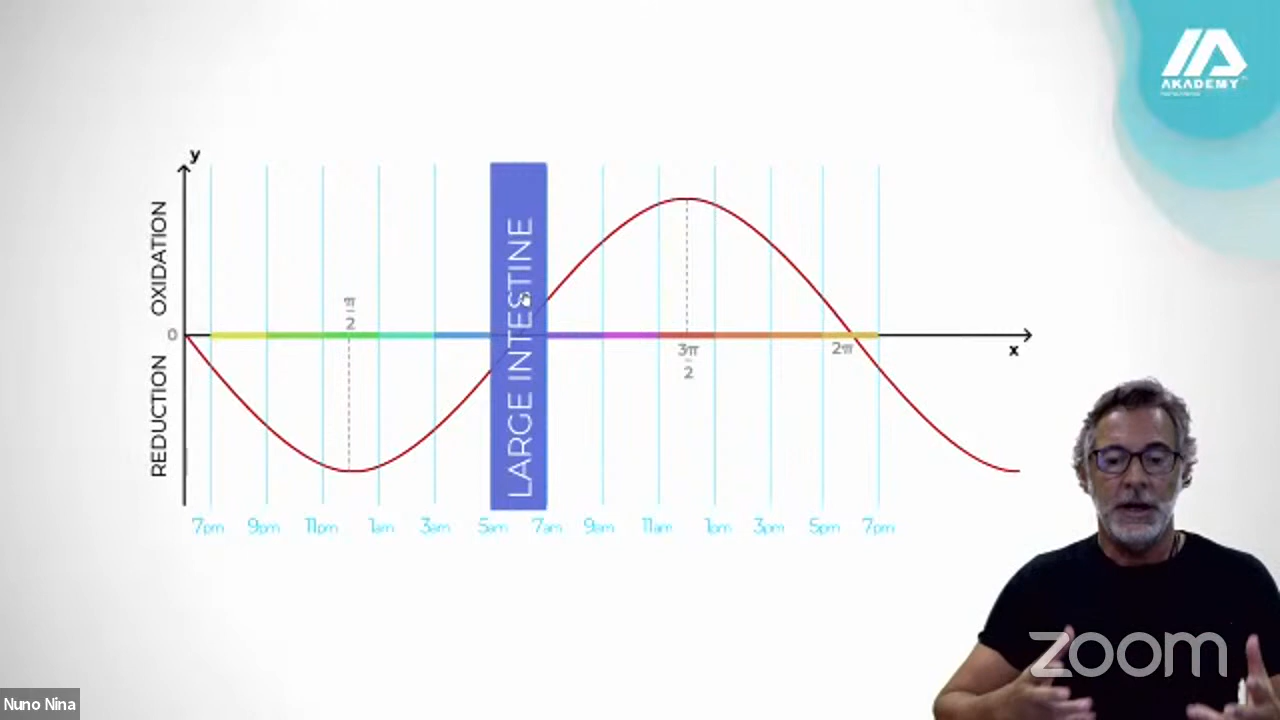 AKADEMY
y
OXIDATION
REDUCTION
0
π
2
LARGE INTESTINE
3π
2
2π
x
7pm 9pm 11pm 1am 3am 5am 7am 9am 11am 1pm 3pm 5pm 7pm
zoom
Nuno Nina